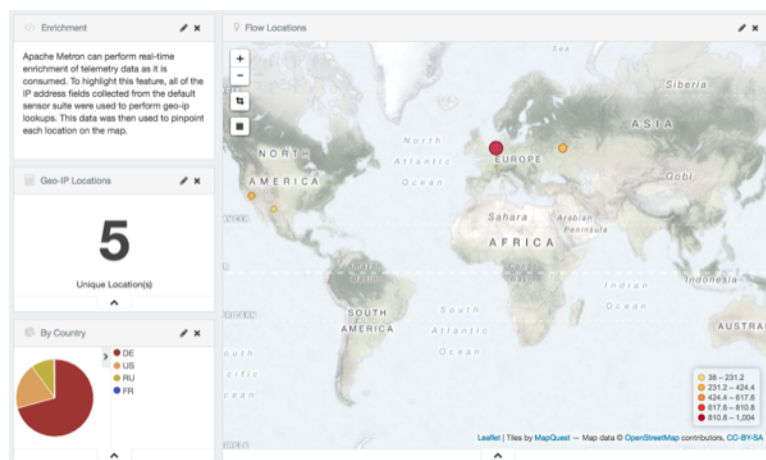 Enrichment
Apache Metron can perform real-time
enrichment of telemetry data as it is
consumed. To highlight this feature, all of the
IP address fields collected from the default
sensor suite were used to perform geo-ip
lookups. This data was then used to pinpoint
each location on the map.
Geo-IP Locations
5
Unique Location(s)
By Country
DE
US
RU
FR
Flow Locations
+
−
Sea
Siberia
ASIA
North
Atlantic
Ocean
EUROPE
NORTH
AMERICA
Gobi
Sahara
Arabian
Peninsula
AFRICA
Indian
Ocean
Indonesia
SOUTH
AMERICA
South
Atlantic
Ocean
AUSTRA
38 – 231.2
231.2 – 424.4
424.4 – 617.6
617.6 – 810.8
810.8 – 1,004
Leaflet | Tiles by MapQuest — Map data © OpenStreetMap contributors, CC-BY-SA